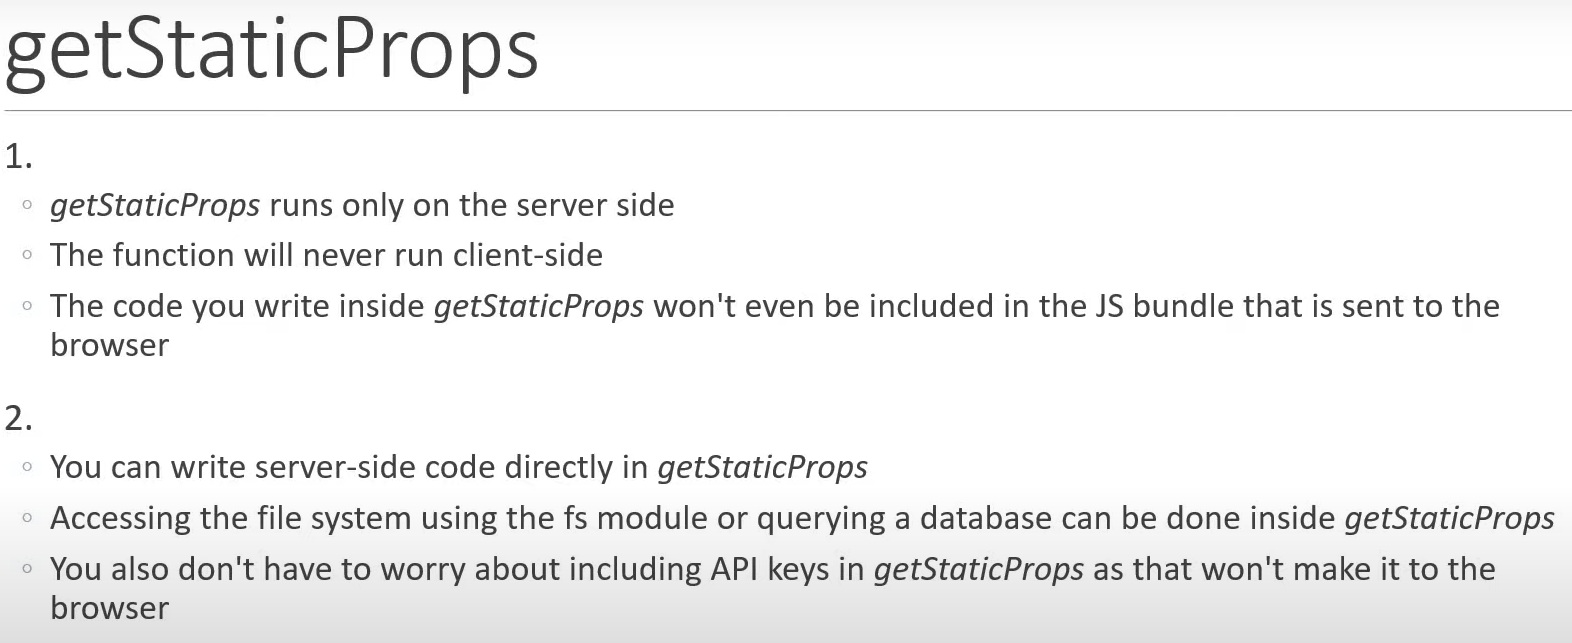 getStaticProps
1.
◦ getStaticProps runs only on the server side
◦ The function will never run client-side
◦ The code you write inside getStaticProps won't even be included in the JS bundle that is sent to the
browser
2.
◦ You can write server-side code directly in getStaticProps
◦ Accessing the file system using the fs module or querying a database can be done inside getStaticProps
◦ You also don't have to worry about including API keys in getStaticProps as that won't make it to the
browser